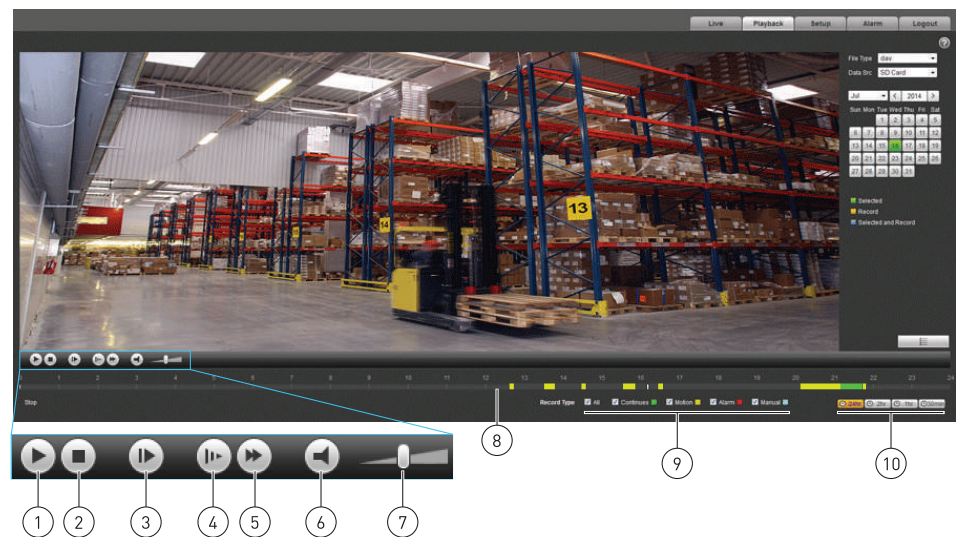 Live Playback Setup Alarm Logout
?
File Type dav
Data Src SD Card
Jul < 2014 >
Sun Mon Tue Wed Thu Fri Sat
1 2 3 4 5
6 7 8 9 10 11 12
13 14 15 16 17 18 19
20 21 22 23 24 25 26
27 28 29 30 31
Selected
Record
Selected and Record
13
14
0 1 2 3 4 5 6 7 8 9 10 11 12 13 14 15 16 17 18 19 20 21 22 23 24
Stop
Record Type All Continues Motion Alarm Manual
24hr 2hr 1hr 30min
8
9
10
1
2
3
4
5
6
7